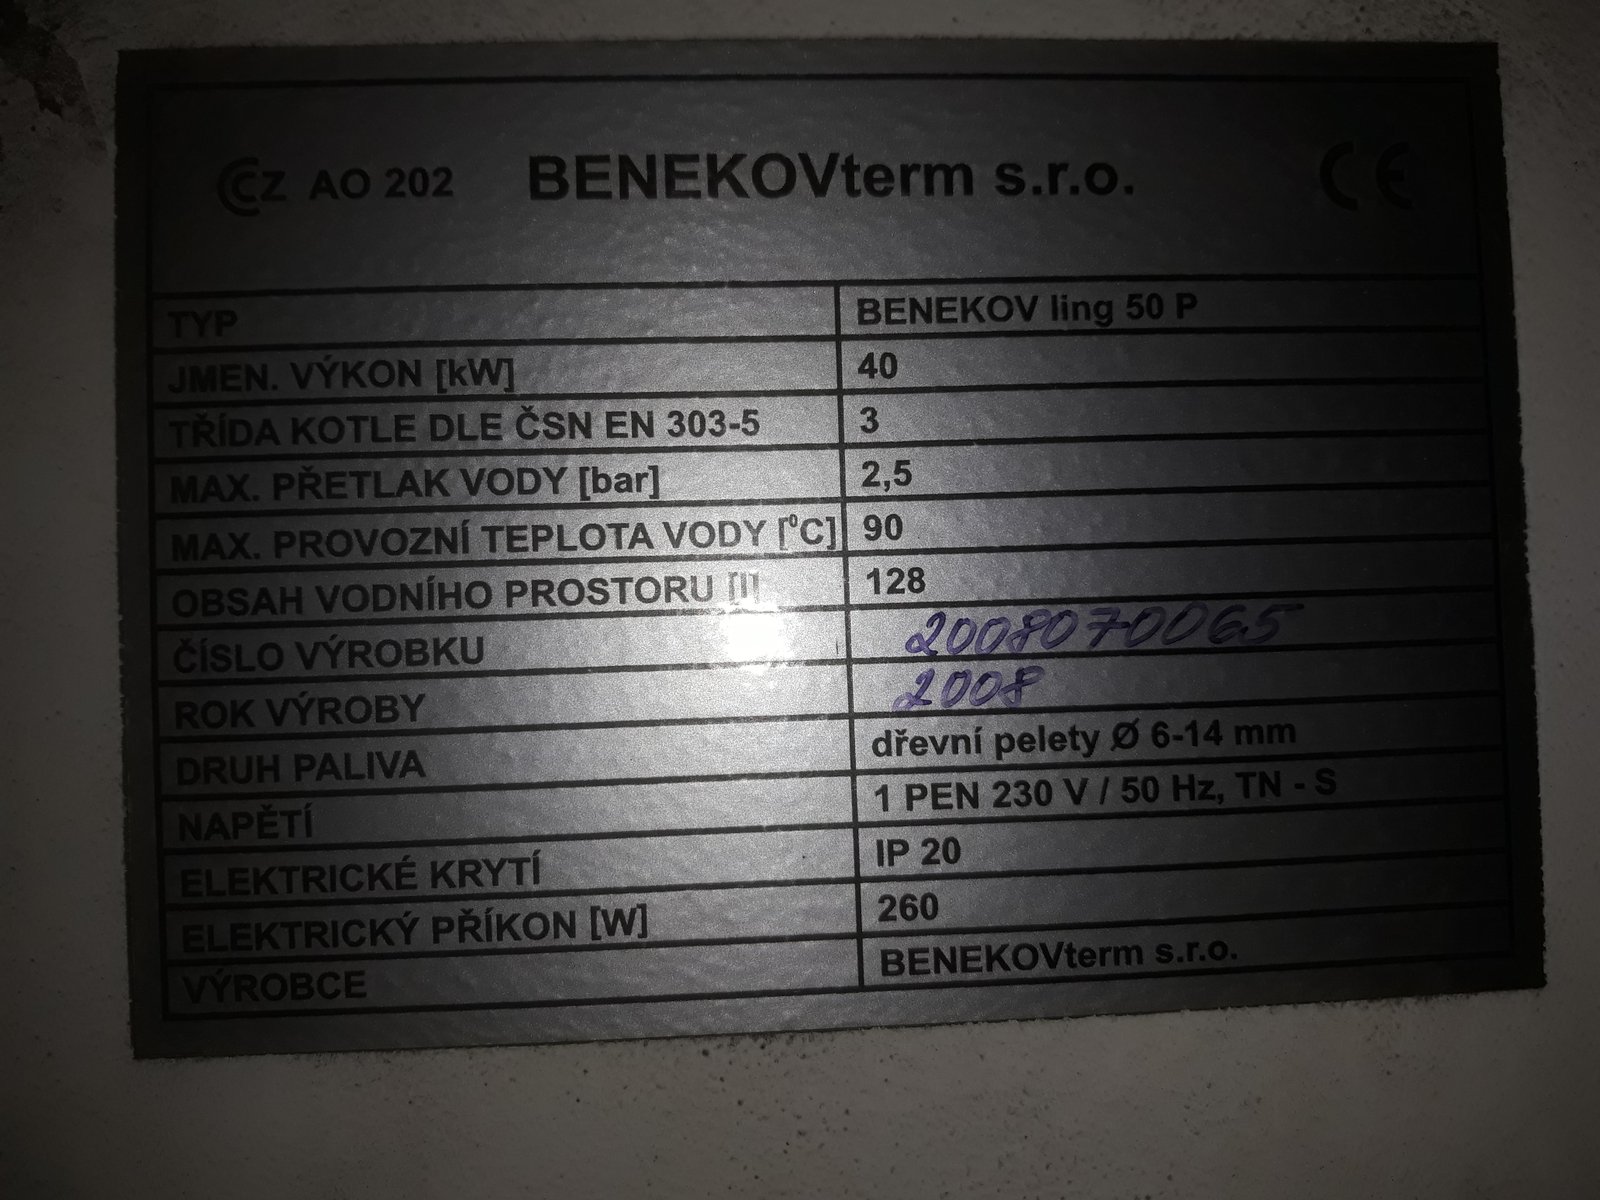 CZ AO 202 BENEKOVterm s.r.o. CE
TYP BENEKOV ling 50 P
JMEN. VÝKON [kW] 40
TŘÍDA KOTLE DLE ČSN EN 303-5 3
MAX. PŘETLAK VODY [bar] 2,5
MAX. PROVOZNÍ TEPLOTA VODY [⁰C] 90
OBSAH VODNÍHO PROSTORU [l] 128
ČÍSLO VÝROBKU 2008070065
ROK VÝROBY 2008
DRUH PALIVA dřevní pelety Ø 6-14 mm
NAPĚTÍ 1 PEN 230 V / 50 Hz, TN - S
ELEKTRICKÉ KRYTÍ IP 20
ELEKTRICKÝ PŘÍKON [W] 260
VÝROBCE BENEKOVterm s.r.o.